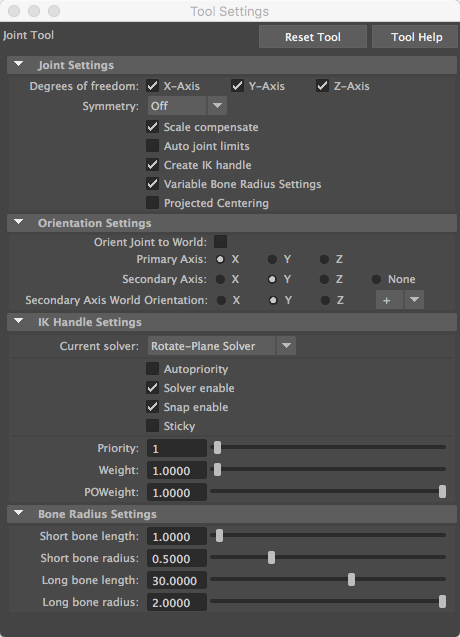 Tool Settings
Joint Tool Reset Tool Tool Help
Joint Settings
Degrees of freedom: X-Axis Y-Axis Z-Axis
Symmetry: Off
Scale compensate
Auto joint limits
Create IK handle
Variable Bone Radius Settings
Projected Centering
Orientation Settings
Orient Joint to World:
Primary Axis: X Y Z
Secondary Axis: X Y Z None
Secondary Axis World Orientation: X Y Z +
IK Handle Settings
Current solver: Rotate-Plane Solver
Autopriority
Solver enable
Snap enable
Sticky
Priority: 1
Weight: 1.0000
POWeight: 1.0000
Bone Radius Settings
Short bone length: 1.0000
Short bone radius: 0.5000
Long bone length: 30.0000
Long bone radius: 2.0000